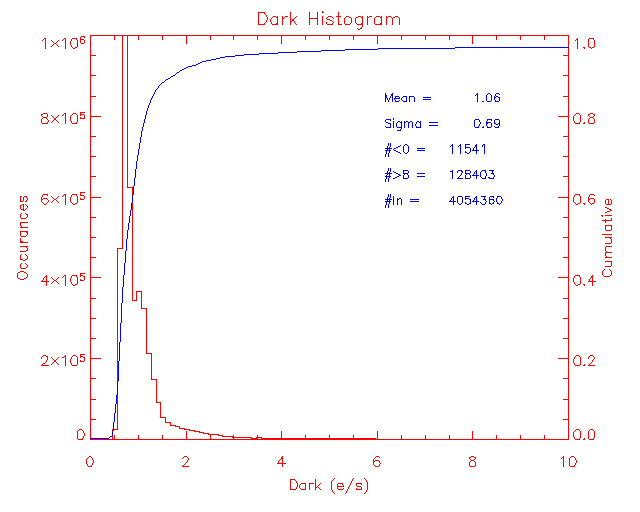 Dark Histogram
1×10⁶
8×10⁵
6×10⁵
4×10⁵
2×10⁵
0
Occurances
1.0
0.8
0.6
0.4
0.2
0.0
Cumulative
Mean = 1.06
Sigma = 0.69
#<0 = 11541
#>8 = 128403
#In = 4054360
0 2 4 6 8 10
Dark (e/s)